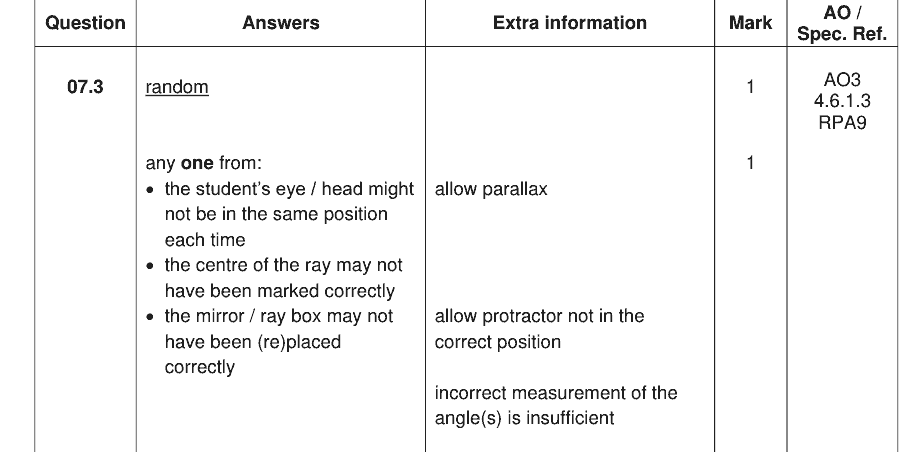 Question Answers Extra information Mark AO /
Spec. Ref.
07.3 random 1 AO3
4.6.1.3
RPA9
any one from: 1
• the student's eye / head might allow parallax
not be in the same position
each time
• the centre of the ray may not
have been marked correctly
• the mirror / ray box may not allow protractor not in the
have been (re)placed correct position
correctly
incorrect measurement of the
angle(s) is insufficient